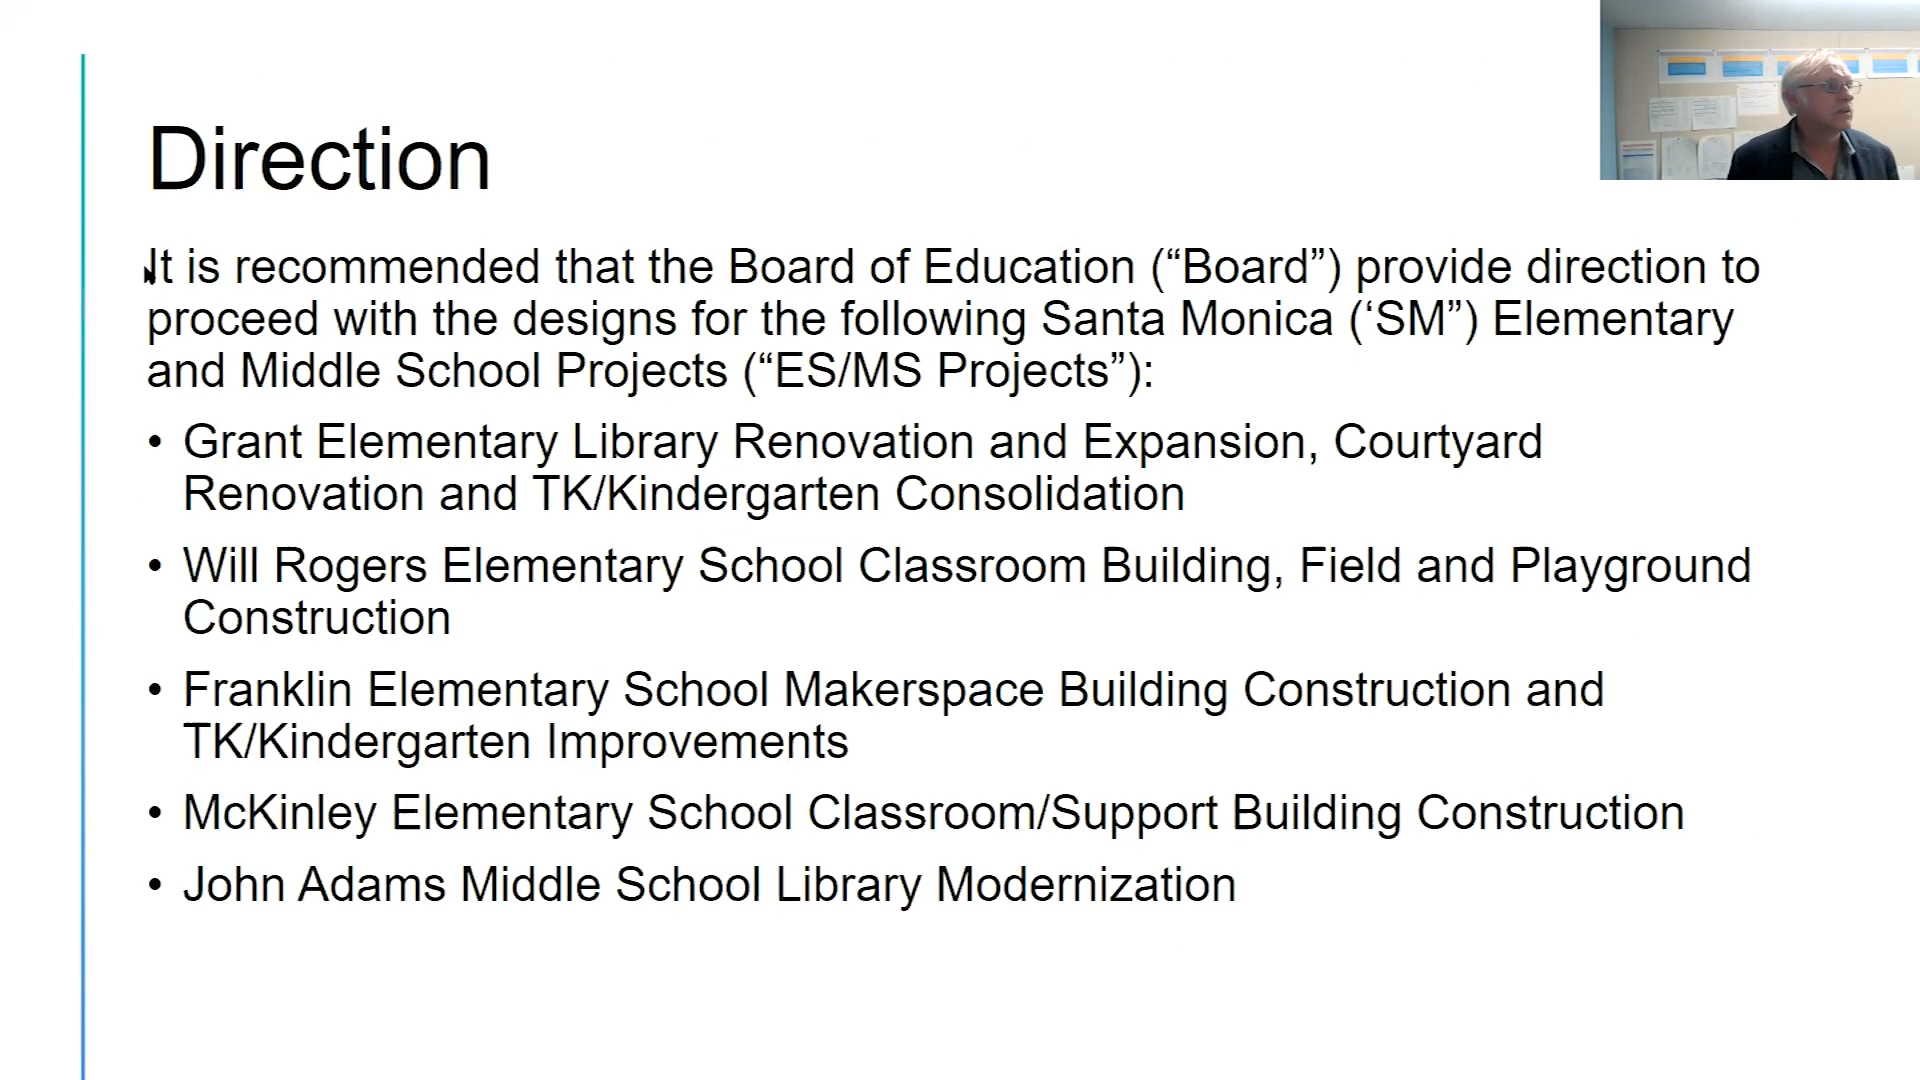 Direction
It is recommended that the Board of Education (“Board”) provide direction to
proceed with the designs for the following Santa Monica (‘SM”) Elementary
and Middle School Projects (“ES/MS Projects”):
• Grant Elementary Library Renovation and Expansion, Courtyard
Renovation and TK/Kindergarten Consolidation
• Will Rogers Elementary School Classroom Building, Field and Playground
Construction
• Franklin Elementary School Makerspace Building Construction and
TK/Kindergarten Improvements
• McKinley Elementary School Classroom/Support Building Construction
• John Adams Middle School Library Modernization